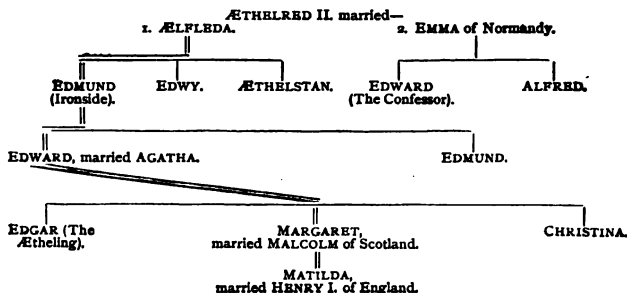 ÆTHELRED II. married—
1. ÆLFLEDA. 2. EMMA of Normandy.
EDMUND EDWY. ÆTHELSTAN. EDWARD ALFRED.
(Ironside). (The Confessor).
EDWARD, married AGATHA. EDMUND.
EDGAR (The MARGARET, CHRISTINA.
Ætheling). married MALCOLM of Scotland.
MATILDA,
married HENRY I. of England.